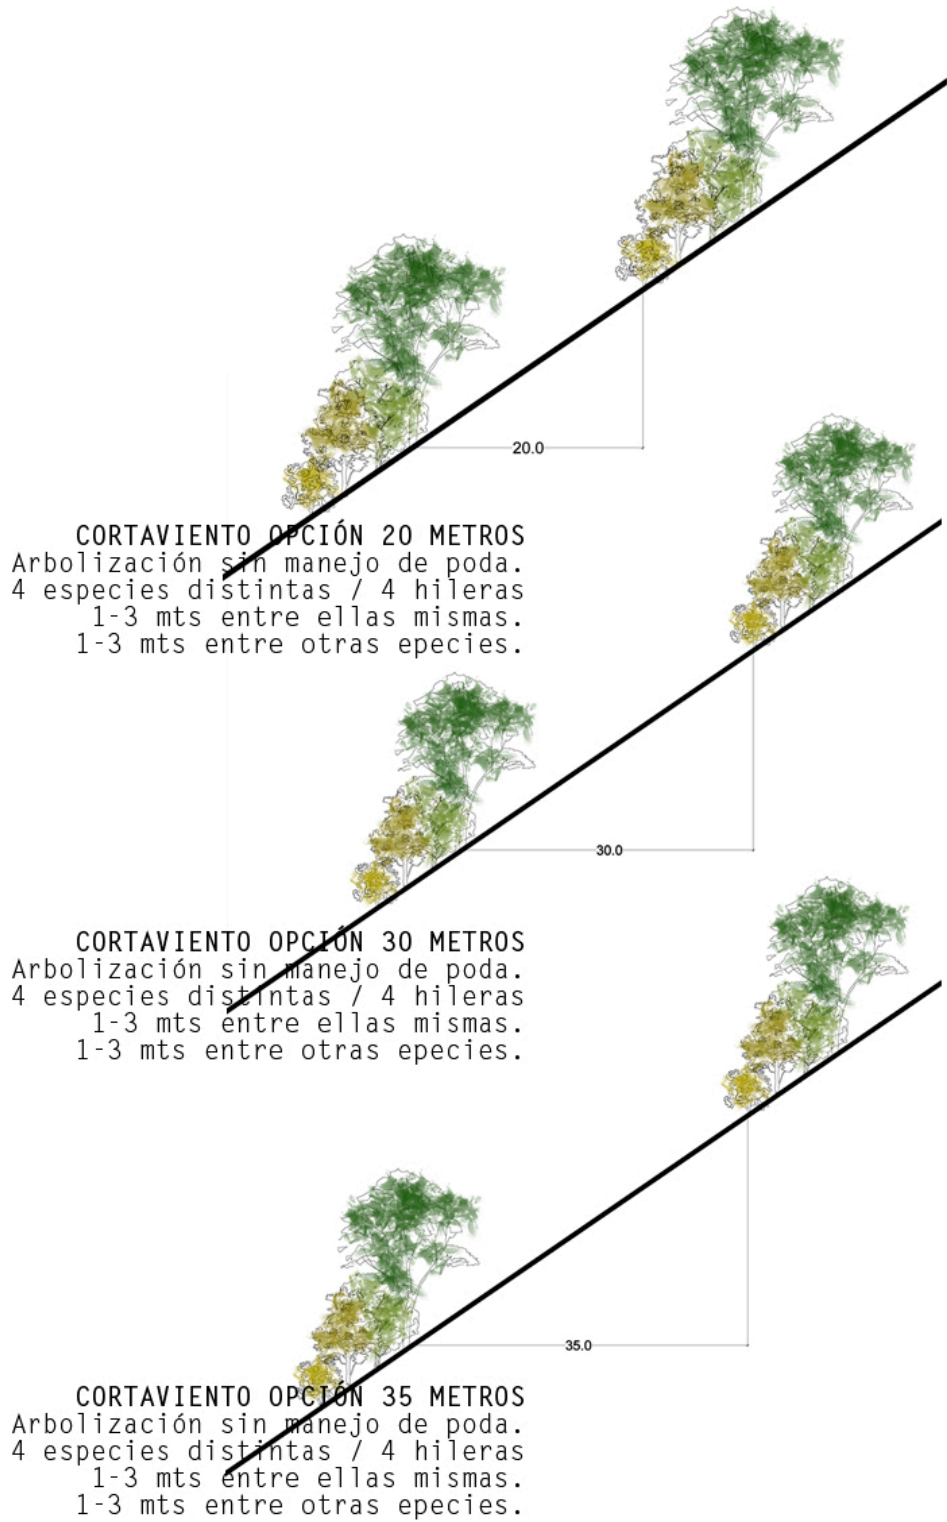 20.0
CORTAVIENTO OPCIÓN 20 METROS
Arbolización sin manejo de poda.
4 especies distintas / 4 hileras
1-3 mts entre ellas mismas.
1-3 mts entre otras epecies.
30.0
CORTAVIENTO OPCIÓN 30 METROS
Arbolización sin manejo de poda.
4 especies distintas / 4 hileras
1-3 mts entre ellas mismas.
1-3 mts entre otras epecies.
35.0
CORTAVIENTO OPCIÓN 35 METROS
Arbolización sin manejo de poda.
4 especies distintas / 4 hileras
1-3 mts entre ellas mismas.
1-3 mts entre otras epecies.